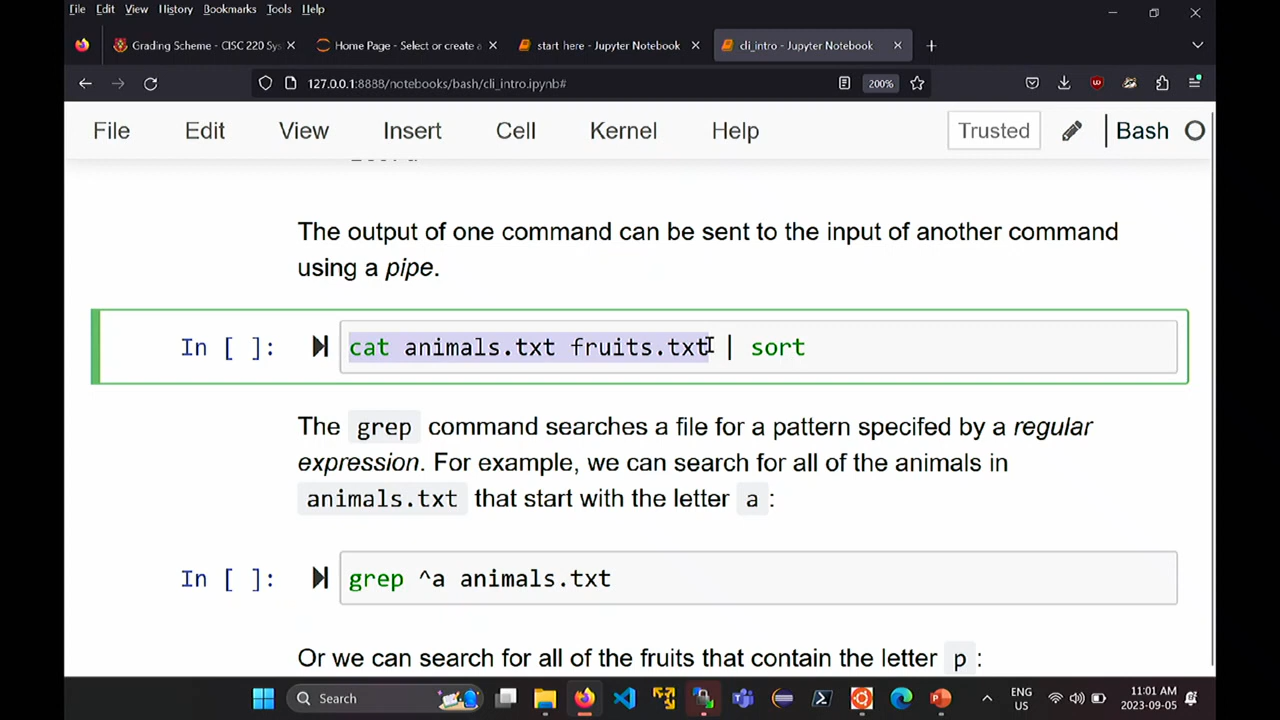 File Edit View History Bookmarks Tools Help
Grading Scheme - CISC 220 Sys
Home Page - Select or create a
start here - Jupyter Notebook
cli_intro - Jupyter Notebook
127.0.0.1:8888/notebooks/bash/cli_intro.ipynb#
200%
File Edit View Insert Cell Kernel Help Trusted Bash
The output of one command can be sent to the input of another command
using a pipe.
In [ ]: cat animals.txt fruits.txt | sort
The grep command searches a file for a pattern specifed by a regular
expression. For example, we can search for all of the animals in
animals.txt that start with the letter a :
In [ ]: grep ^a animals.txt
Or we can search for all of the fruits that contain the letter p :
Search
ENG
US
11:01 AM
2023-09-05